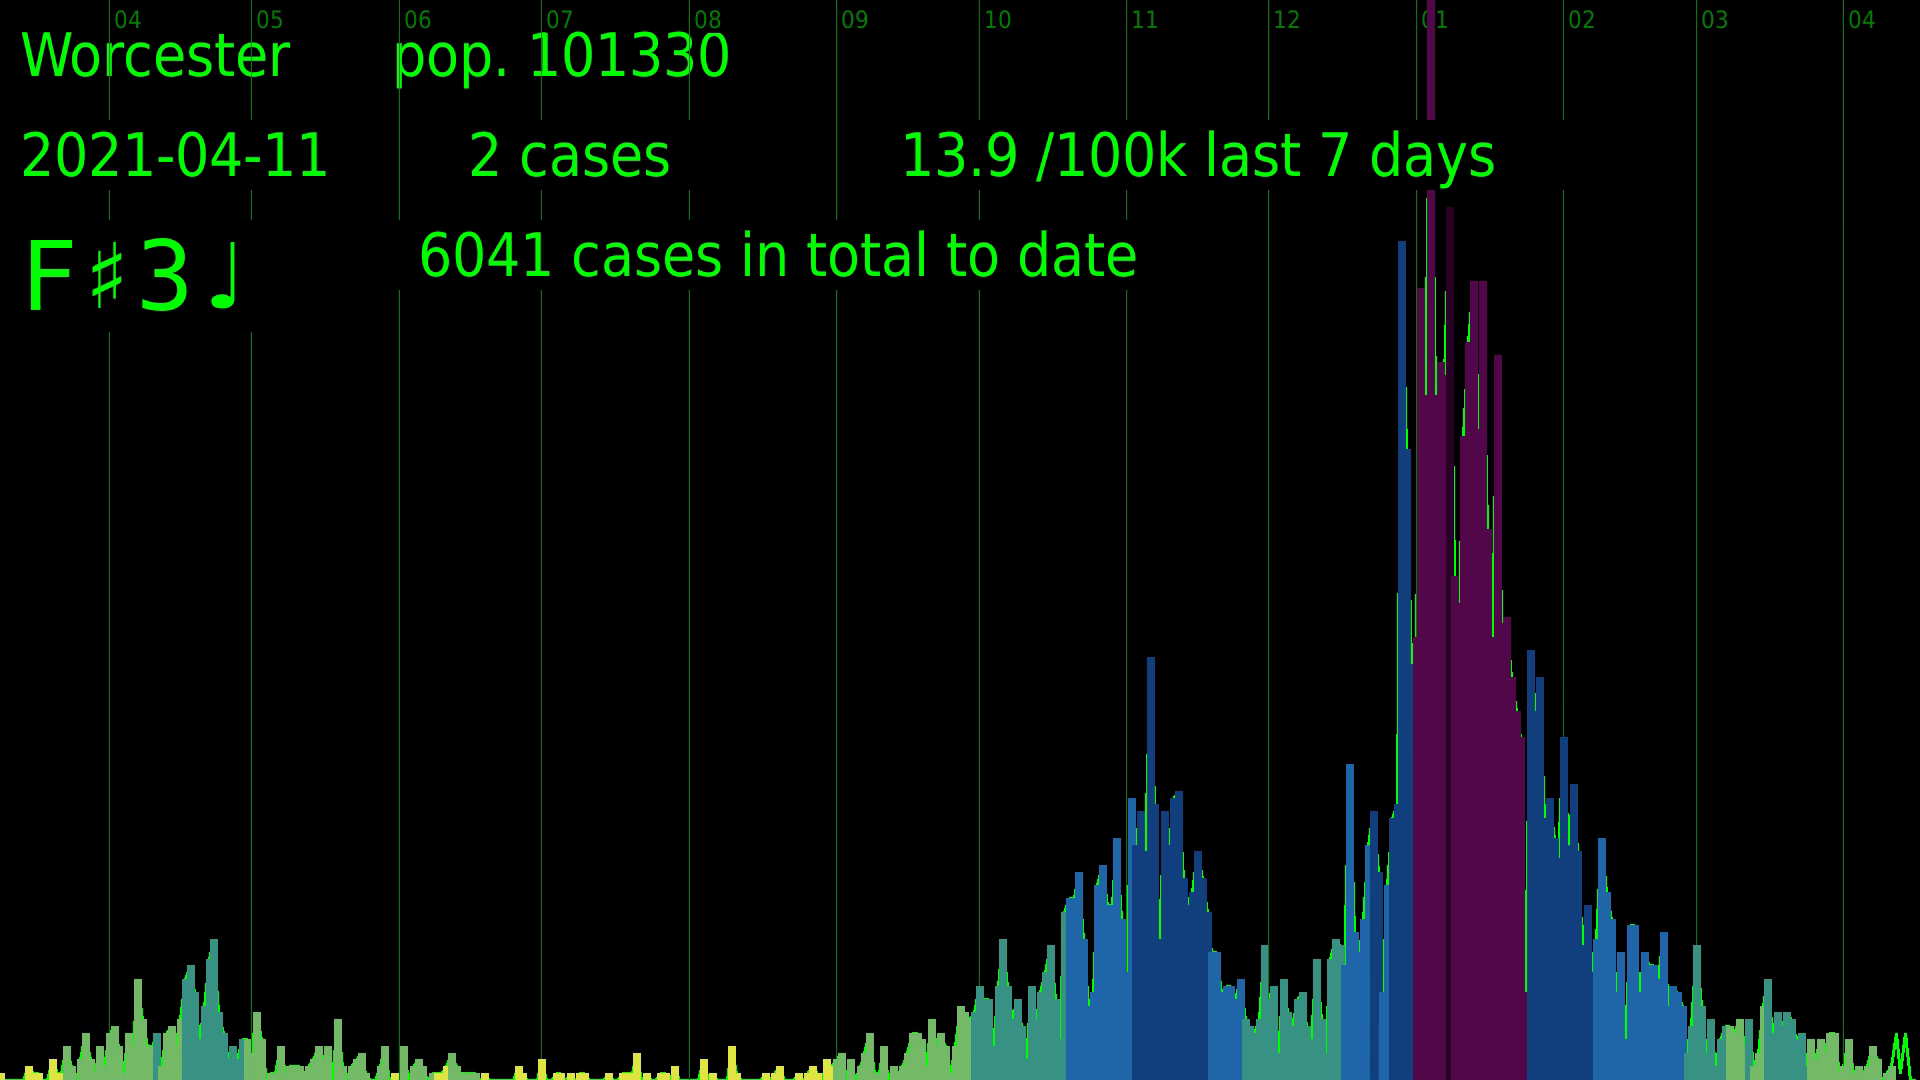 04 05 06 07 08 09 10 11 12 01 02 03 04
Worcester pop. 101330
2021-04-11 2 cases 13.9 /100k last 7 days
F♯3♩ 6041 cases in total to date